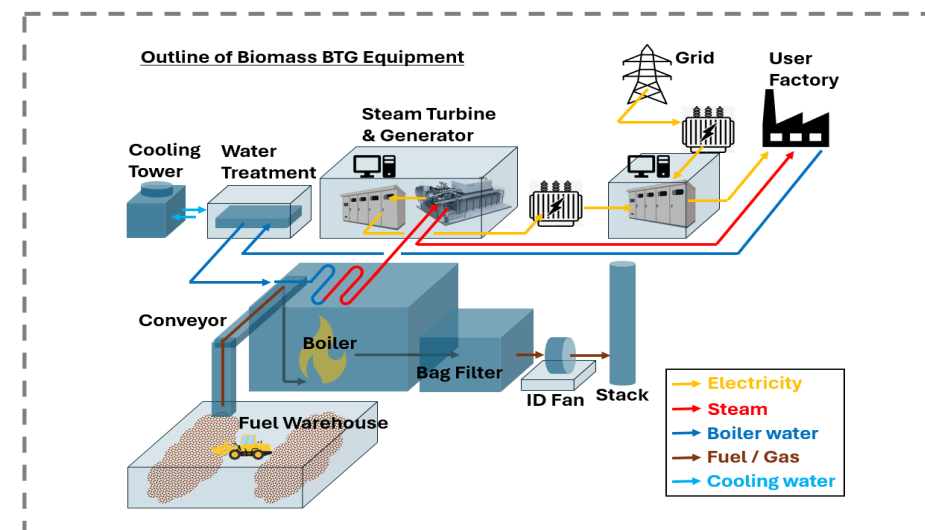 Outline of Biomass BTG Equipment
Grid
User
Factory
Steam Turbine
& Generator
Cooling
Tower
Water
Treatment
Conveyor
Boiler
Bag Filter
ID Fan
Stack
Fuel Warehouse
Electricity
Steam
Boiler water
Fuel / Gas
Cooling water